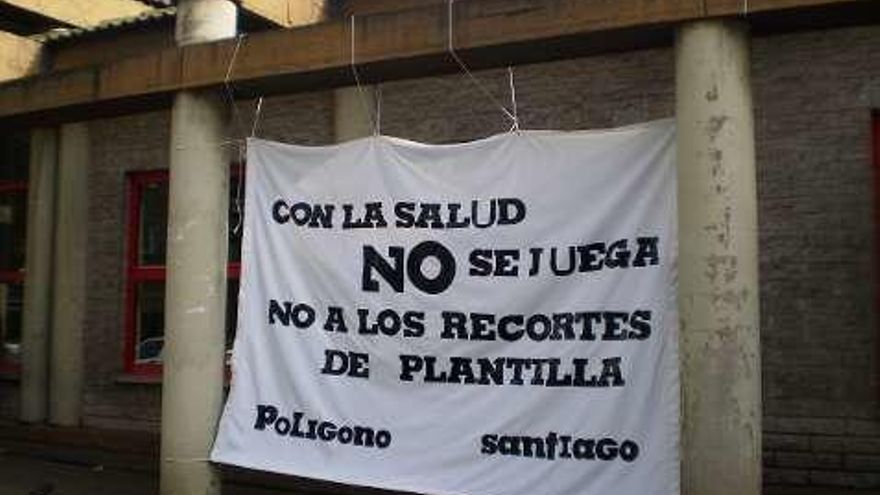 CON LA SALUD
NO SE JUEGA
NO A LOS RECORTES
DE PLANTILLA
POLIGONO SANTIAGO